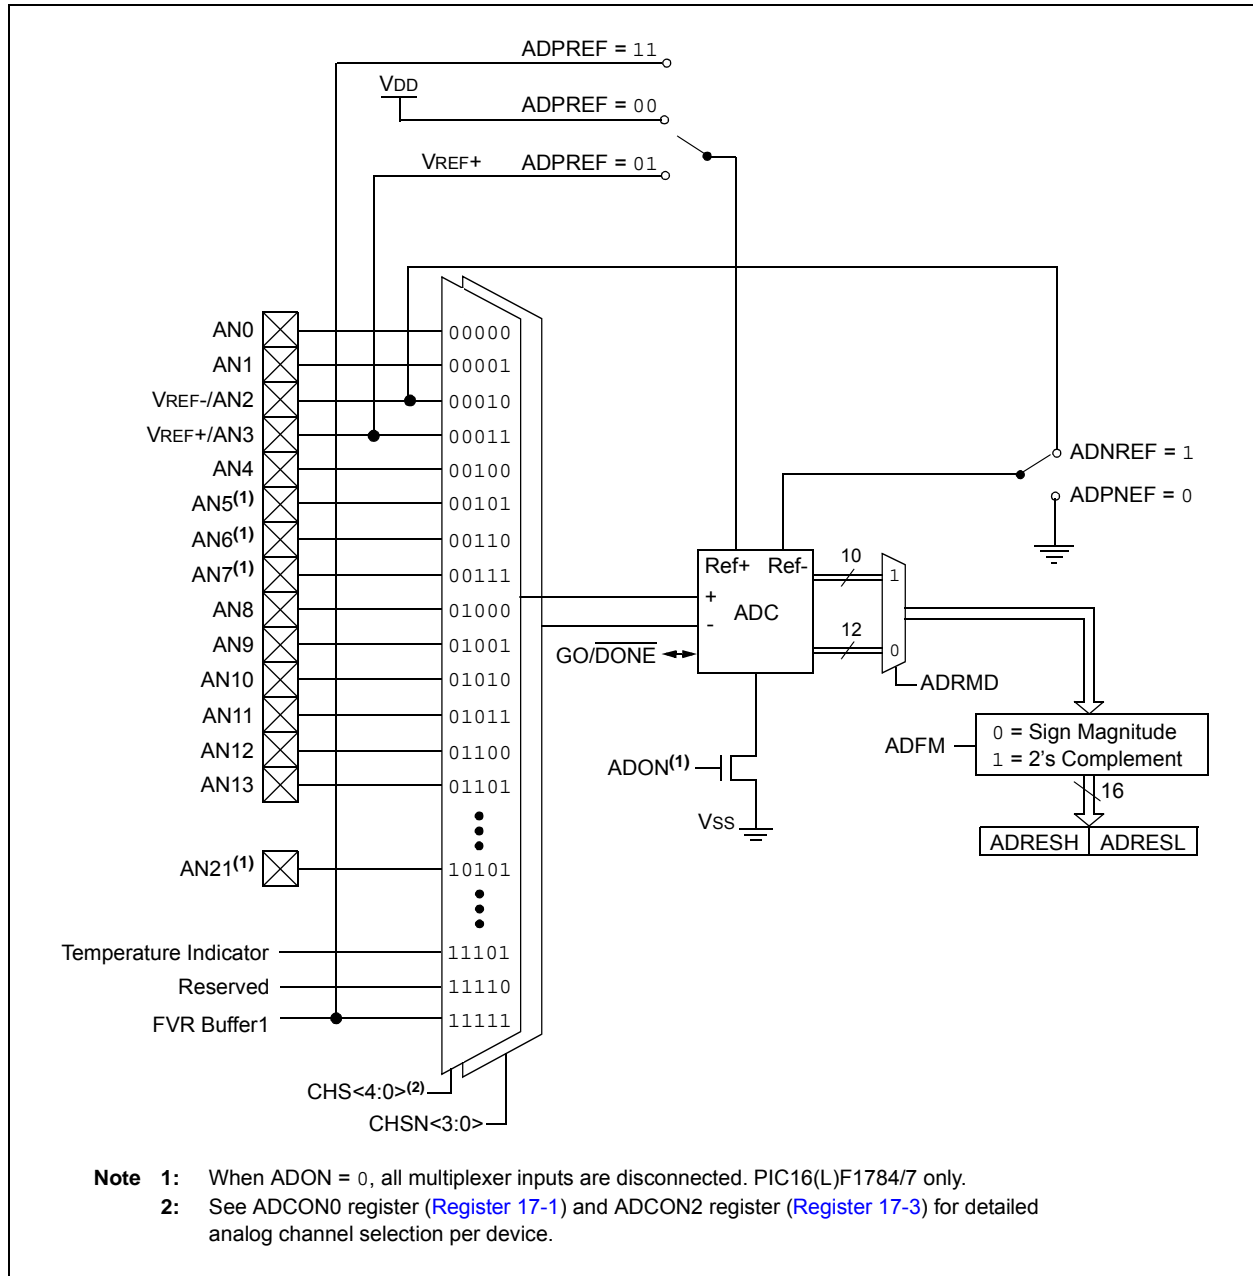 ADPREF = 11
VDD
ADPREF = 00
VREF+ ADPREF = 01
AN0 00000
AN1 00001
VREF-/AN2 00010
VREF+/AN3 00011
AN4 00100
AN5(1) 00101
AN6(1) 00110
AN7(1) 00111
AN8 01000
AN9 01001
AN10 01010
AN11 01011
AN12 01100
AN13 01101
AN21(1) 10101
Temperature Indicator 11101
Reserved 11110
FVR Buffer1 11111
CHS<4:0>(2)
CHSN<3:0>
ADNREF = 1
ADPNEF = 0
Ref+ Ref-
+
ADC
-
GO/DONE
10
1
12
0
ADRMD
ADON(1)
VSS
ADFM
0 = Sign Magnitude
1 = 2's Complement
16
ADRESH ADRESL
Note 1: When ADON = 0, all multiplexer inputs are disconnected. PIC16(L)F1784/7 only.
2: See ADCON0 register (Register 17-1) and ADCON2 register (Register 17-3) for detailed
analog channel selection per device.